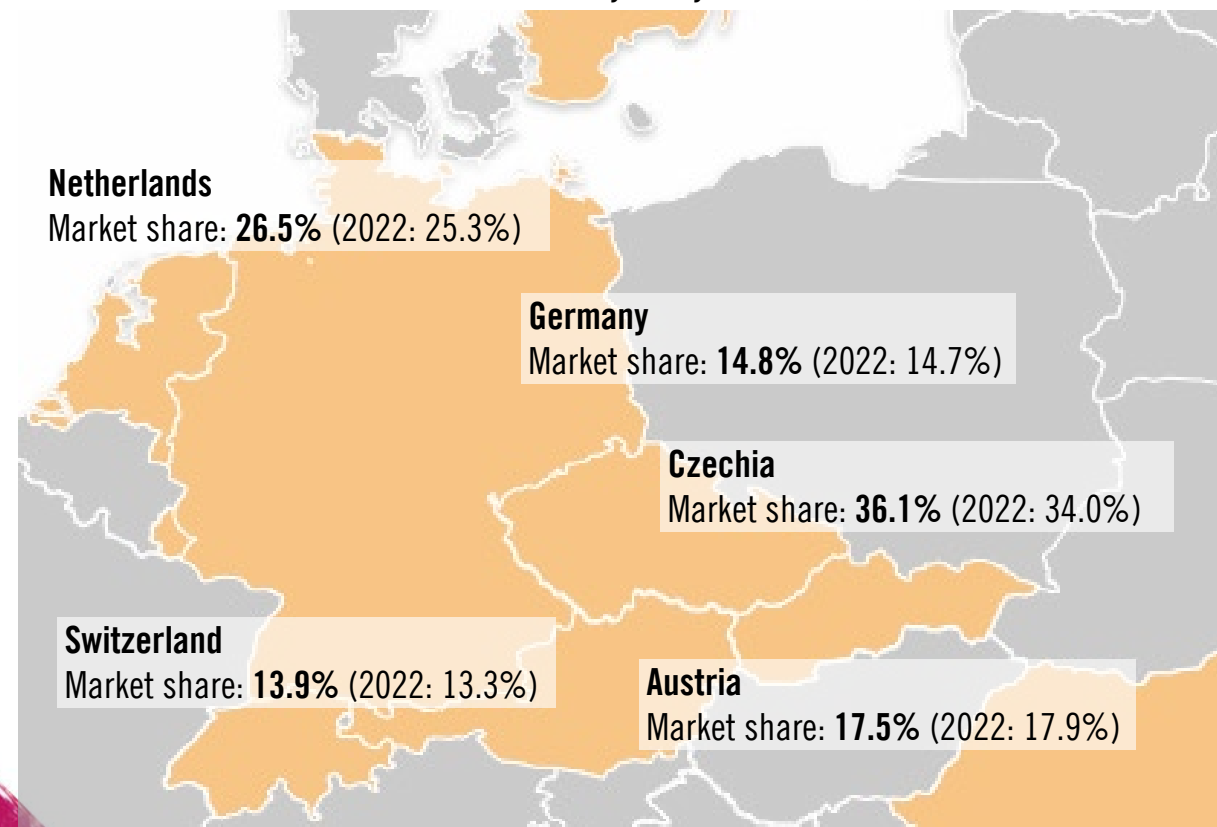 Netherlands
Market share: 26.5% (2022: 25.3%)
Germany
Market share: 14.8% (2022: 14.7%)
Czechia
Market share: 36.1% (2022: 34.0%)
Switzerland
Market share: 13.9% (2022: 13.3%)
Austria
Market share: 17.5% (2022: 17.9%)